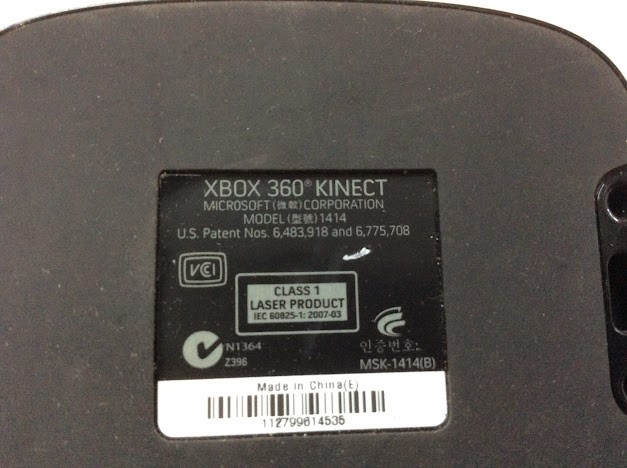 XBOX 360® KINECT
MICROSOFT (微軟) CORPORATION
MODEL (型號) 1414
U.S. Patent Nos. 6,483,918 and 6,775,708
VCI
CLASS 1
LASER PRODUCT
IEC 60825-1: 2007-03
N1364
Z396
인증번호:
MSK-1414(B)
Made in China(E)
112799614535